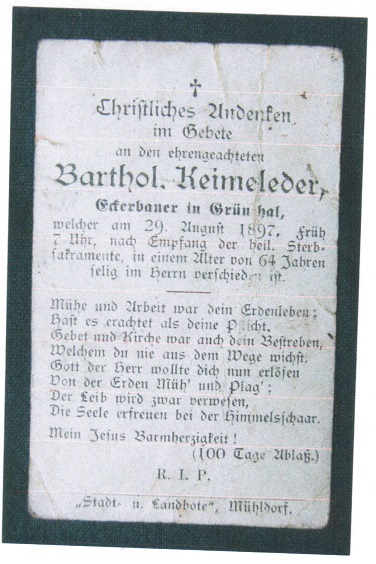 †
Christliches Andenken
im Gebete
an den ehrengeachteten
Barthol. Keimeleder,
Eckerbauer in Grünthal,
welcher am 29. August 1897, Früh
7 Uhr, nach Empfang der heil. Sterb-
sakramente, in einem Alter von 64 Jahren
selig im Herrn verschieden ist.
Mühe und Arbeit war dein Erdenleben;
Hast es erachtet als deine Pflicht.
Gebet und Kirche war auch dein Bestreben,
Welchem du nie aus dem Wege wichst.
Gott der Herr wollte dich nun erlösen
Von der Erden Müh' und Plag';
Der Leib wird zwar verwesen,
Die Seele erfreuen bei der Himmelsschaar.
Mein Jesus Barmherzigkeit!
(100 Tage Ablaß.)
R. I. P.
„Stadt- u. Landbote", Mühldorf.